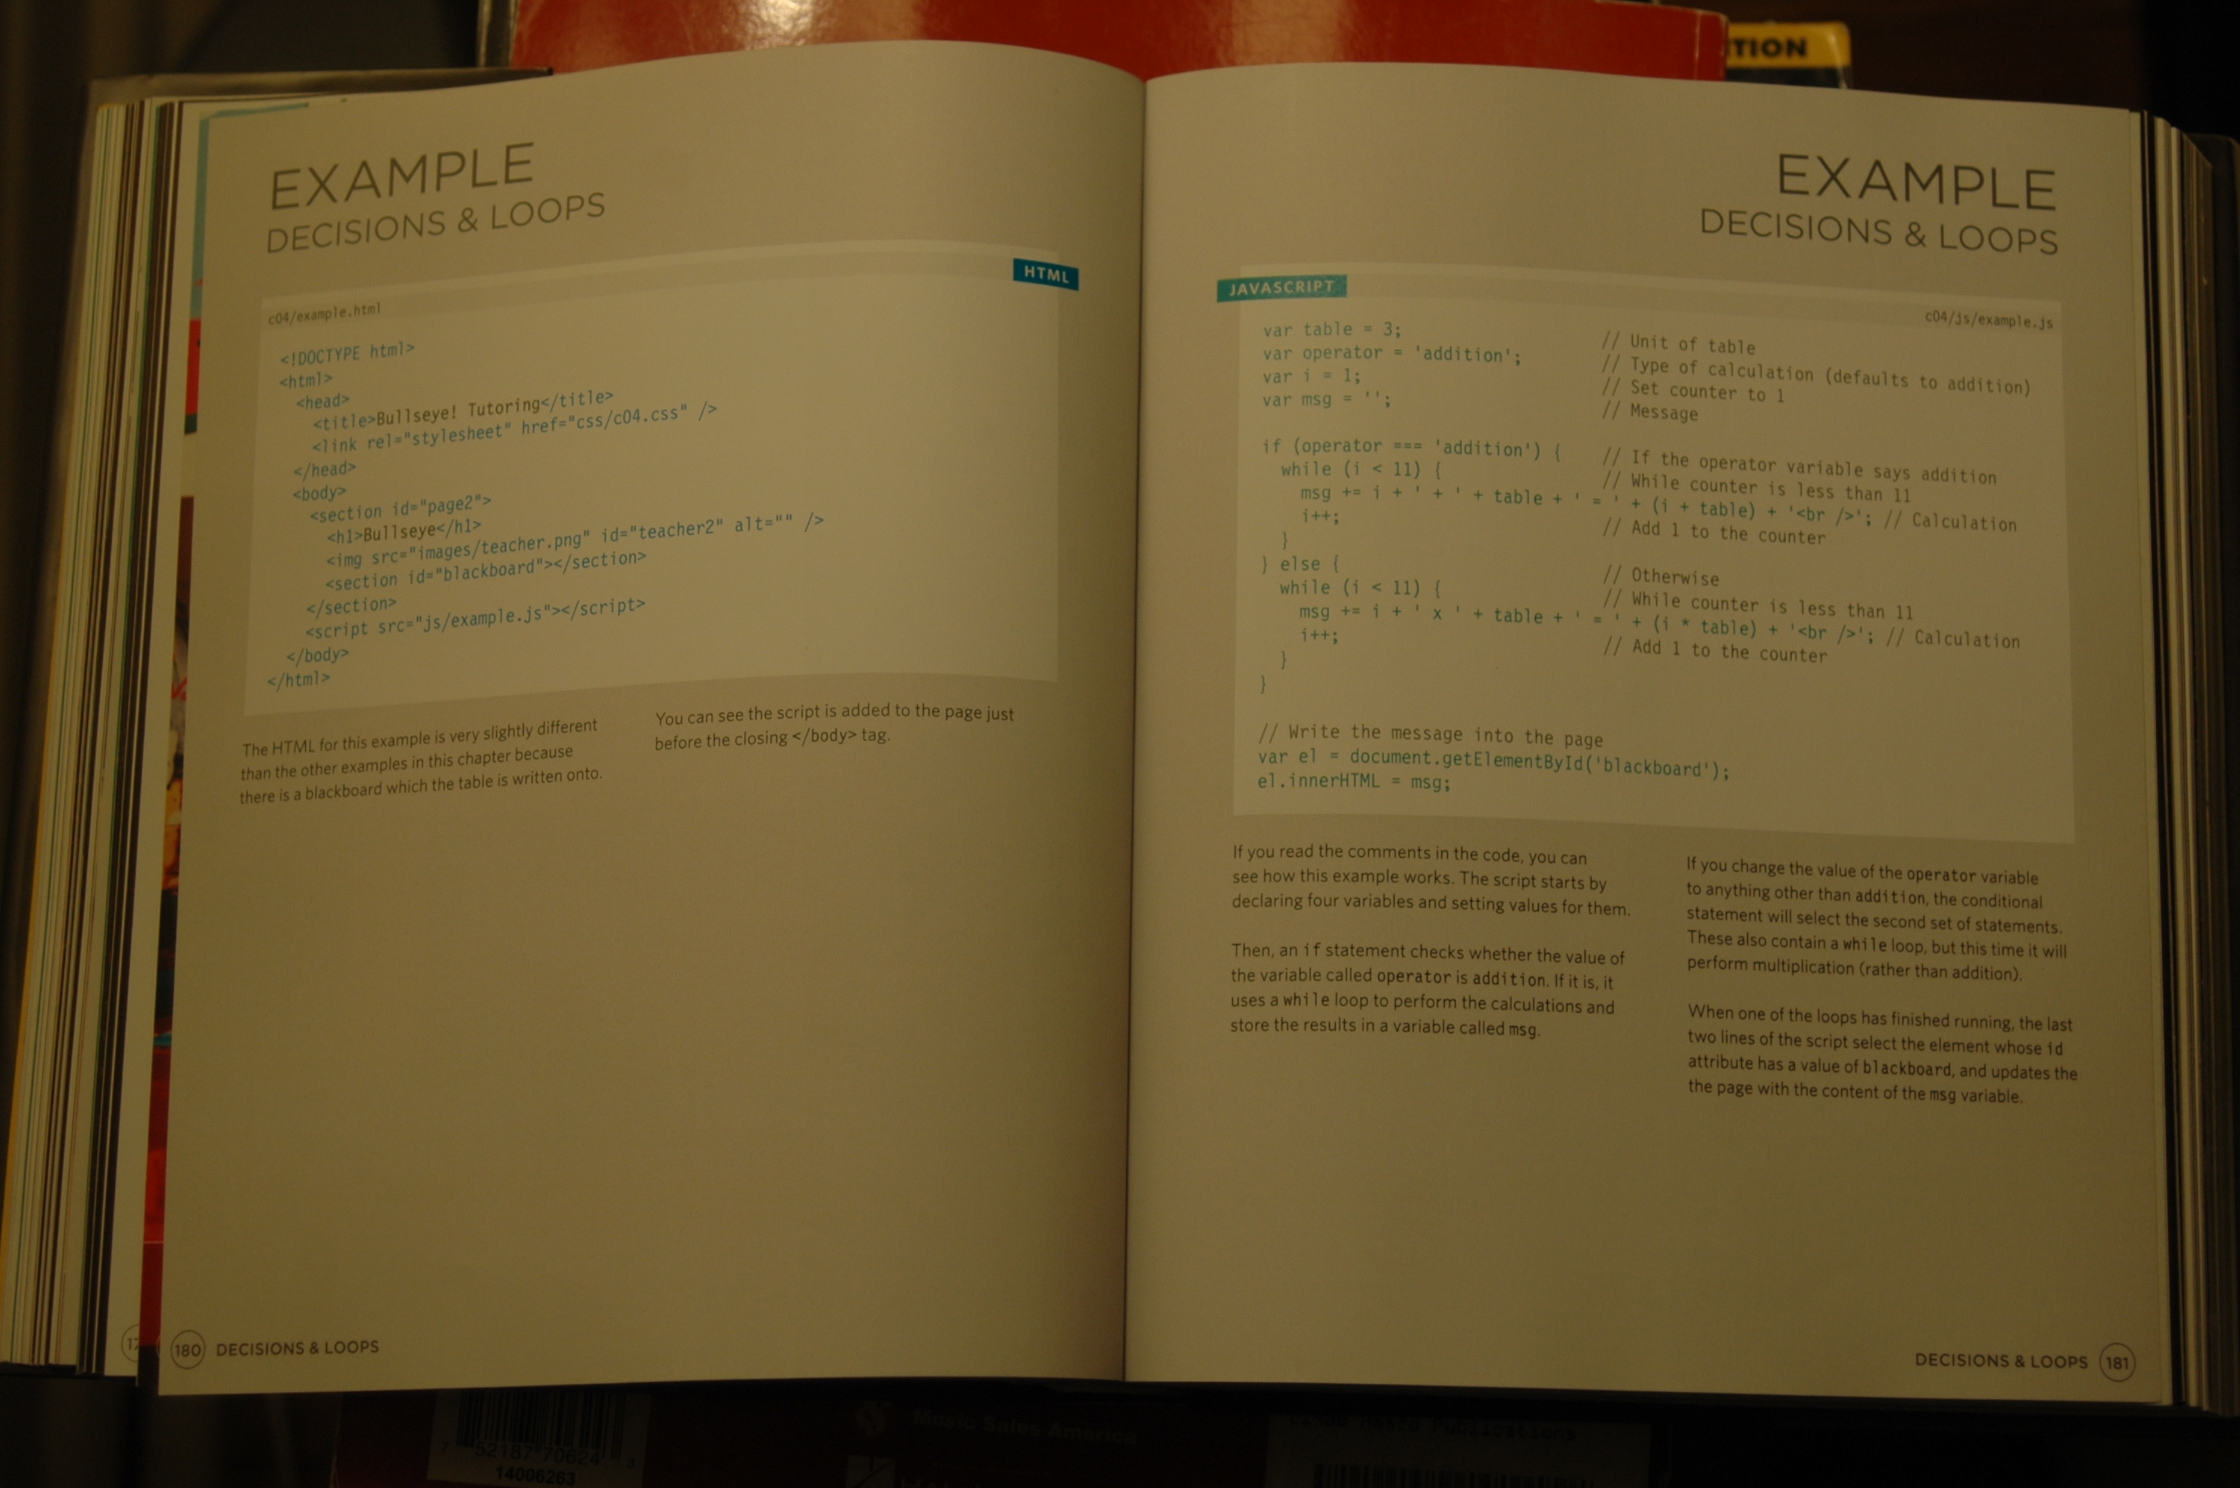 TION
EXAMPLE
DECISIONS & LOOPS
HTML
c04/example.html
<!DOCTYPE html>
<html>
<head>
<title>Bullseye! Tutoring</title>
<link rel="stylesheet" href="css/c04.css" />
</head>
<body>
<section id="page2">
<h1>Bullseye</h1>
<img src="images/teacher.png" id="teacher2" alt="" />
<section id="blackboard"></section>
</section>
<script src="js/example.js"></script>
</body>
</html>
The HTML for this example is very slightly different
than the other examples in this chapter because
there is a blackboard which the table is written onto.
You can see the script is added to the page just
before the closing </body> tag.
17
180 DECISIONS & LOOPS
EXAMPLE
DECISIONS & LOOPS
JAVASCRIPT
c04/js/example.js
var table = 3; // Unit of table
var operator = 'addition'; // Type of calculation (defaults to addition)
var i = 1; // Set counter to 1
var msg = ''; // Message
if (operator === 'addition') { // If the operator variable says addition
while (i < 11) { // While counter is less than 11
msg += i + ' + ' + table + ' = ' + (i + table) + '<br />'; // Calculation
i++; // Add 1 to the counter
}
} else { // Otherwise
while (i < 11) { // While counter is less than 11
msg += i + ' x ' + table + ' = ' + (i * table) + '<br />'; // Calculation
i++; // Add 1 to the counter
}
}
// Write the message into the page
var el = document.getElementById('blackboard');
el.innerHTML = msg;
If you read the comments in the code, you can
see how this example works. The script starts by
declaring four variables and setting values for them.
Then, an if statement checks whether the value of
the variable called operator is addition. If it is, it
uses a while loop to perform the calculations and
store the results in a variable called msg.
If you change the value of the operator variable
to anything other than addition, the conditional
statement will select the second set of statements.
These also contain a while loop, but this time it will
perform multiplication (rather than addition).
When one of the loops has finished running, the last
two lines of the script select the element whose id
attribute has a value of blackboard, and updates the
the page with the content of the msg variable.
DECISIONS & LOOPS 181
Music Sales America
7 52187 70624 3
14006263